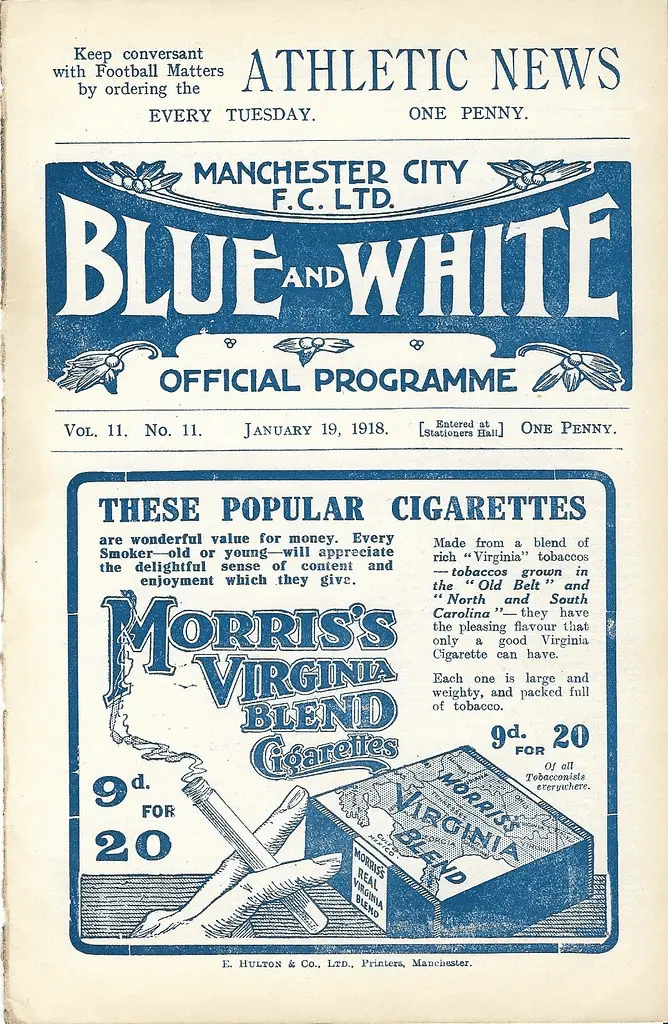 Keep conversant
with Football Matters
by ordering the
ATHLETIC NEWS
EVERY TUESDAY. ONE PENNY.
MANCHESTER CITY
F.C. LTD.
BLUE AND WHITE
OFFICIAL PROGRAMME
VOL. 11. NO. 11. JANUARY 19, 1918. [Entered at Stationers Hall] ONE PENNY.
THESE POPULAR CIGARETTES
are wonderful value for money. Every
Smoker—old or young—will appreciate
the delightful sense of content and
enjoyment which they give.
MORRIS'S
VIRGINIA
BLEND
Cigarettes
9d.
FOR
20
Made from a blend of
rich "Virginia" tobaccos
—tobaccos grown in
the "Old Belt" and
"North and South
Carolina"—they have
the pleasing flavour that
only a good Virginia
Cigarette can have.
Each one is large and
weighty, and packed full
of tobacco.
9d. FOR 20
Of all
Tobacconists
everywhere.
MORRIS'S
VIRGINIA
BLEND
MORRIS'S
REAL
VIRGINIA
BLEND
E. HULTON & Co., LTD., Printers, Manchester.